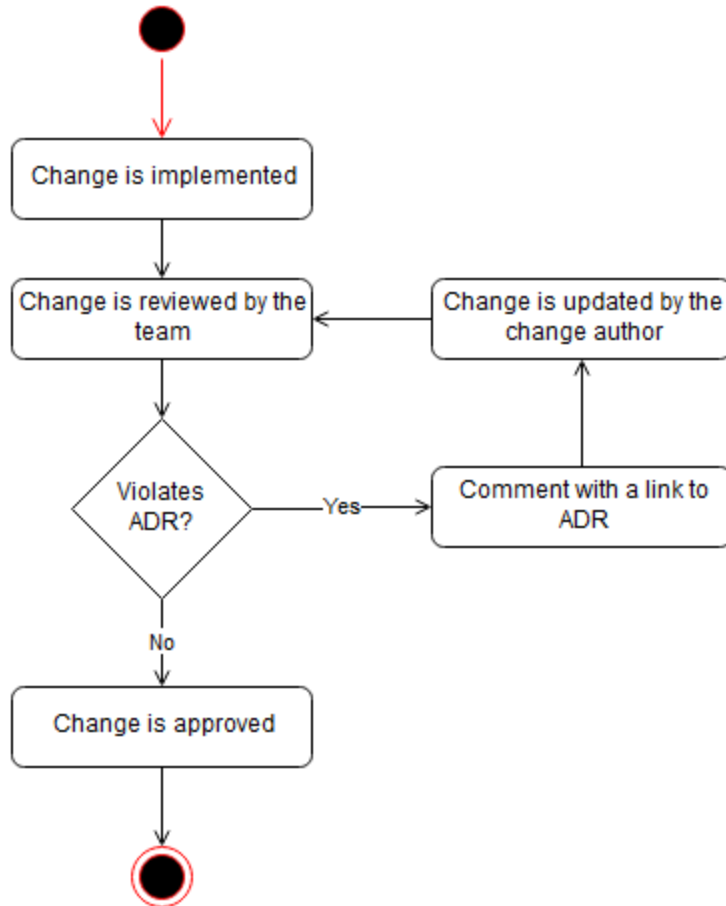 Change is implemented
Change is reviewed by the
team
Change is updated by the
change author
Violates
ADR?
Yes
Comment with a link to
ADR
No
Change is approved